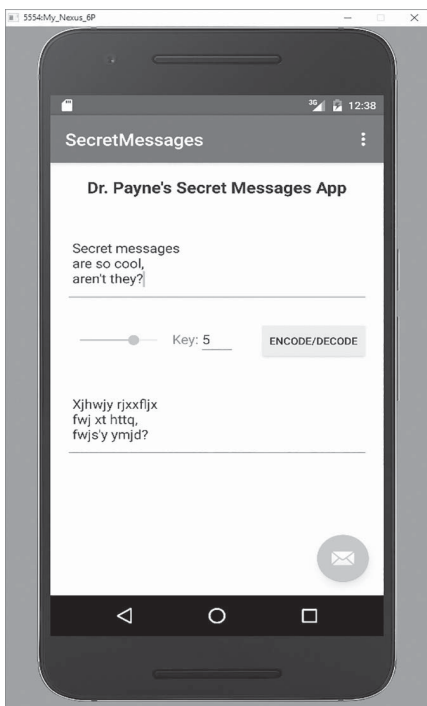 5554:My_Nexus_6P
3G 12:38
SecretMessages
Dr. Payne's Secret Messages App
Secret messages
are so cool,
aren't they?
Key: 5 ENCODE/DECODE
Xjhwjy rjxxfljx
fwj xt httq,
fwjs'y ymjd?